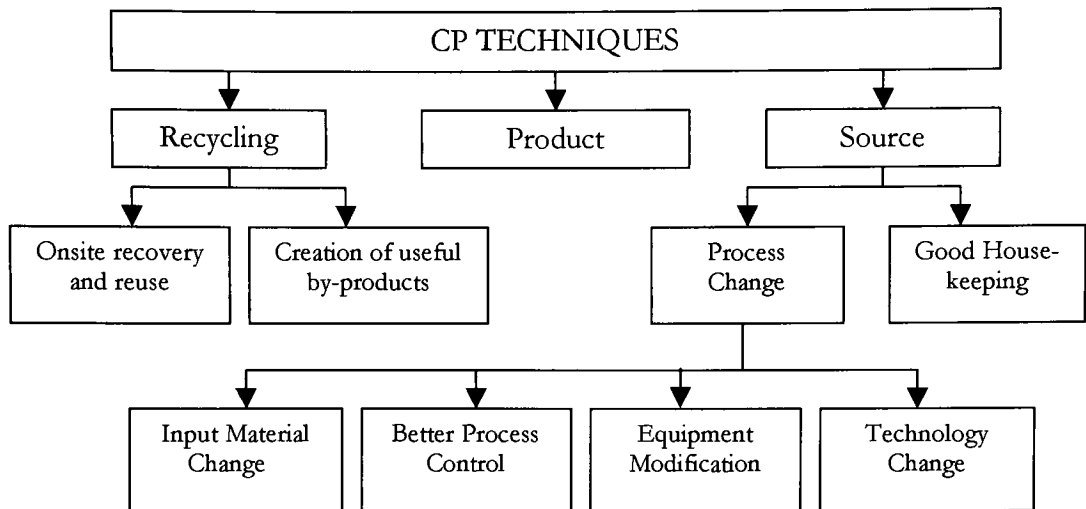 CP TECHNIQUES
Recycling
Product
Source
Onsite recovery
and reuse
Creation of useful
by-products
Process
Change
Good House-
keeping
Input Material
Change
Better Process
Control
Equipment
Modification
Technology
Change